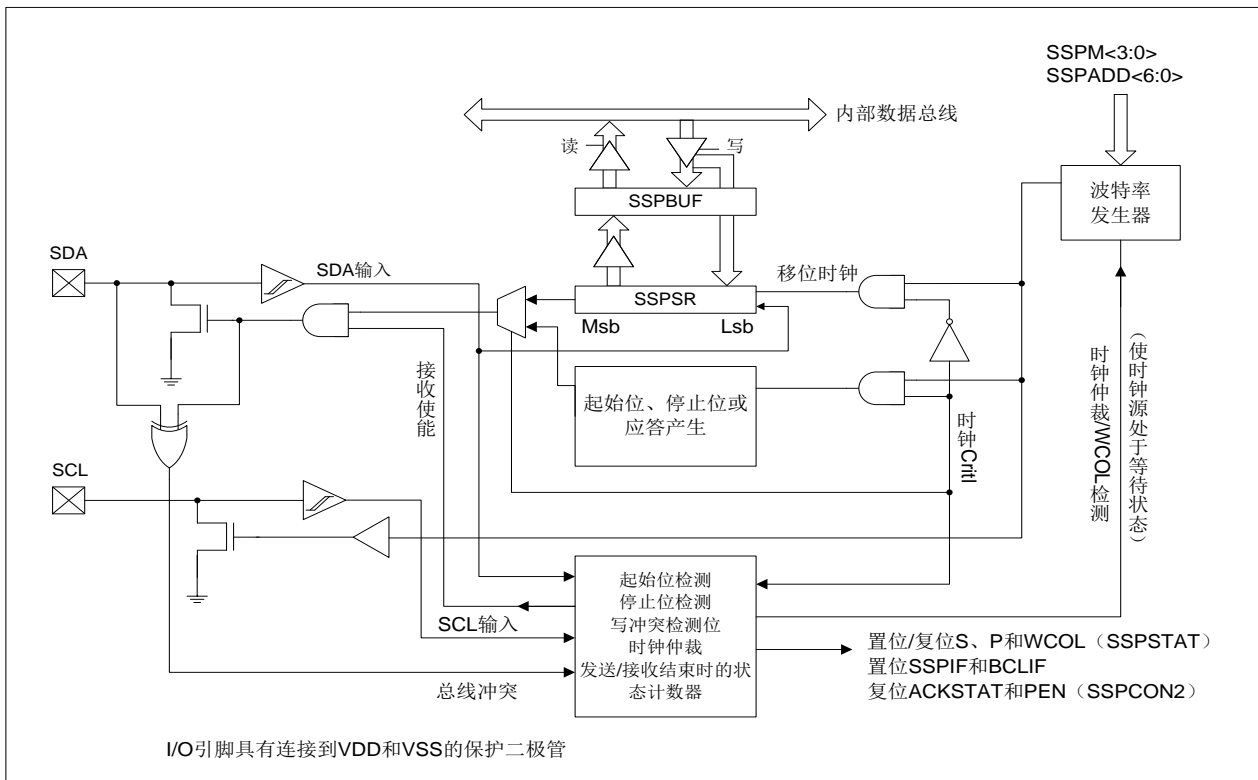 SSPM<3:0>
SSPADD<6:0>
内部数据总线
读
写
SSPBUF
波特率
发生器
SDA
SDA输入
移位时钟
SSPSR
Msb
Lsb
接收使能
起始位、停止位或
应答产生
时钟Critl
时钟仲裁/WCOL检测
(使时钟源处于等待状态)
SCL
SCL输入
起始位检测
停止位检测
写冲突检测位
时钟仲裁
发送/接收结束时的状
态计数器
总线冲突
置位/复位S、P和WCOL（SSPSTAT）
置位SSPIF和BCLIF
复位ACKSTAT和PEN（SSPCON2）
I/O引脚具有连接到VDD和VSS的保护二极管